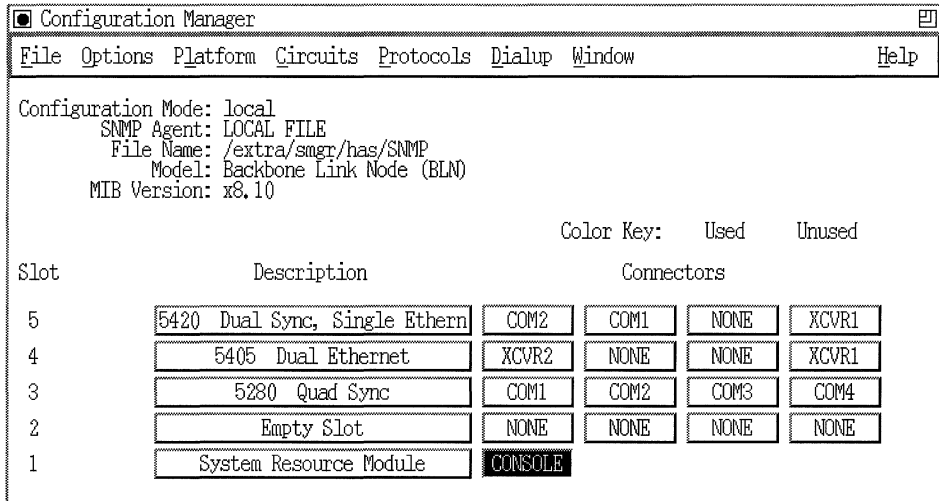 Configuration Manager
File Options Platform Circuits Protocols Dialup Window Help
Configuration Mode: local
SNMP Agent: LOCAL FILE
File Name: /extra/smgr/has/SNMP
Model: Backbone Link Node (BLN)
MIB Version: x8.10
Color Key: Used Unused
Slot Description Connectors
5 5420 Dual Sync, Single Ethern COM2 COM1 NONE XCVR1
4 5405 Dual Ethernet XCVR2 NONE NONE XCVR1
3 5280 Quad Sync COM1 COM2 COM3 COM4
2 Empty Slot NONE NONE NONE NONE
1 System Resource Module CONSOLE